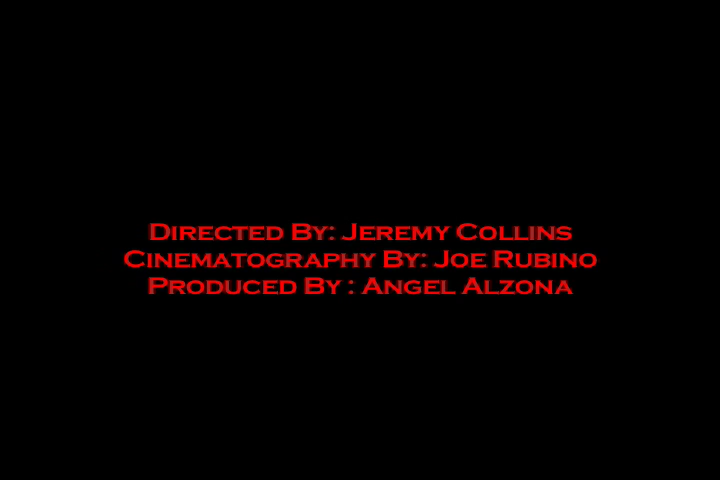 Directed By: Jeremy Collins
Cinematography By: Joe Rubino
Produced By : Angel Alzona